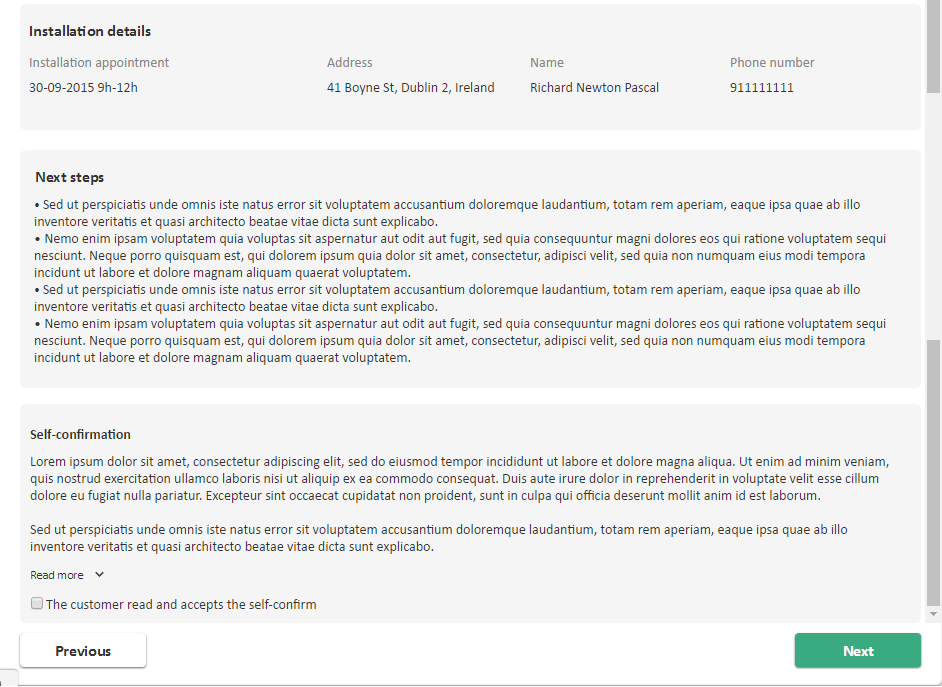 Installation details
Installation appointment Address Name Phone number
30-09-2015 9h-12h 41 Boyne St, Dublin 2, Ireland Richard Newton Pascal 911111111
Next steps
• Sed ut perspiciatis unde omnis iste natus error sit voluptatem accusantium doloremque laudantium, totam rem aperiam, eaque ipsa quae ab illo
inventore veritatis et quasi architecto beatae vitae dicta sunt explicabo.
• Nemo enim ipsam voluptatem quia voluptas sit aspernatur aut odit aut fugit, sed quia consequuntur magni dolores eos qui ratione voluptatem sequi
nesciunt. Neque porro quisquam est, qui dolorem ipsum quia dolor sit amet, consectetur, adipisci velit, sed quia non numquam eius modi tempora
incidunt ut labore et dolore magnam aliquam quaerat voluptatem.
• Sed ut perspiciatis unde omnis iste natus error sit voluptatem accusantium doloremque laudantium, totam rem aperiam, eaque ipsa quae ab illo
inventore veritatis et quasi architecto beatae vitae dicta sunt explicabo.
• Nemo enim ipsam voluptatem quia voluptas sit aspernatur aut odit aut fugit, sed quia consequuntur magni dolores eos qui ratione voluptatem sequi
nesciunt. Neque porro quisquam est, qui dolorem ipsum quia dolor sit amet, consectetur, adipisci velit, sed quia non numquam eius modi tempora
incidunt ut labore et dolore magnam aliquam quaerat voluptatem.
Self-confirmation
Lorem ipsum dolor sit amet, consectetur adipiscing elit, sed do eiusmod tempor incididunt ut labore et dolore magna aliqua. Ut enim ad minim veniam,
quis nostrud exercitation ullamco laboris nisi ut aliquip ex ea commodo consequat. Duis aute irure dolor in reprehenderit in voluptate velit esse cillum
dolore eu fugiat nulla pariatur. Excepteur sint occaecat cupidatat non proident, sunt in culpa qui officia deserunt mollit anim id est laborum.
Sed ut perspiciatis unde omnis iste natus error sit voluptatem accusantium doloremque laudantium, totam rem aperiam, eaque ipsa quae ab illo
inventore veritatis et quasi architecto beatae vitae dicta sunt explicabo.
Read more
The customer read and accepts the self-confirm
Previous Next